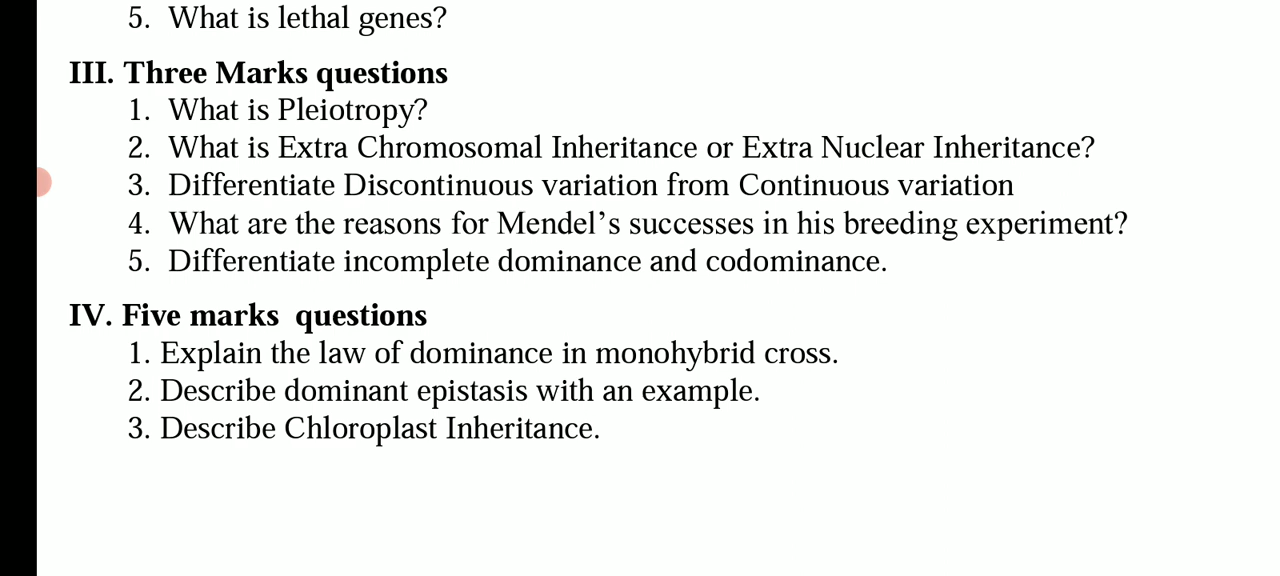 5. What is lethal genes?
III. Three Marks questions
1. What is Pleiotropy?
2. What is Extra Chromosomal Inheritance or Extra Nuclear Inheritance?
3. Differentiate Discontinuous variation from Continuous variation
4. What are the reasons for Mendel’s successes in his breeding experiment?
5. Differentiate incomplete dominance and codominance.
IV. Five marks questions
1. Explain the law of dominance in monohybrid cross.
2. Describe dominant epistasis with an example.
3. Describe Chloroplast Inheritance.